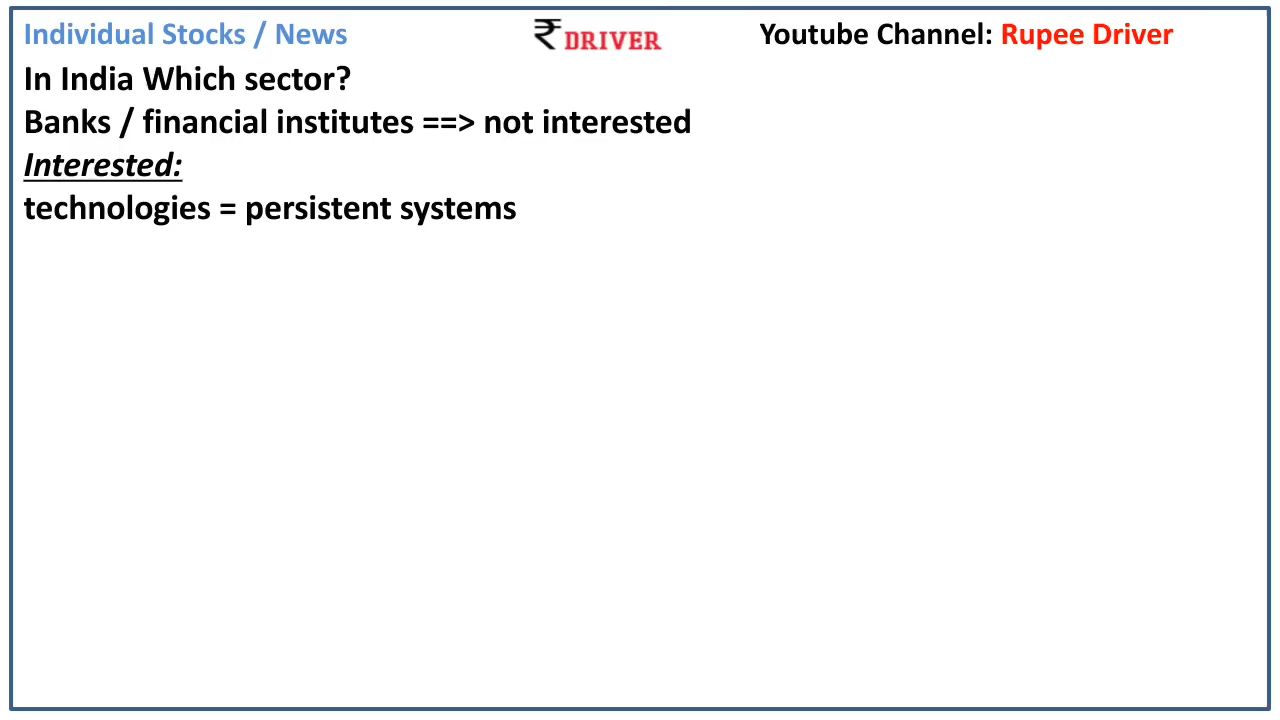 Individual Stocks / News
₹ DRIVER
Youtube Channel: Rupee Driver
In India Which sector?
Banks / financial institutes ==> not interested
Interested:
technologies = persistent systems